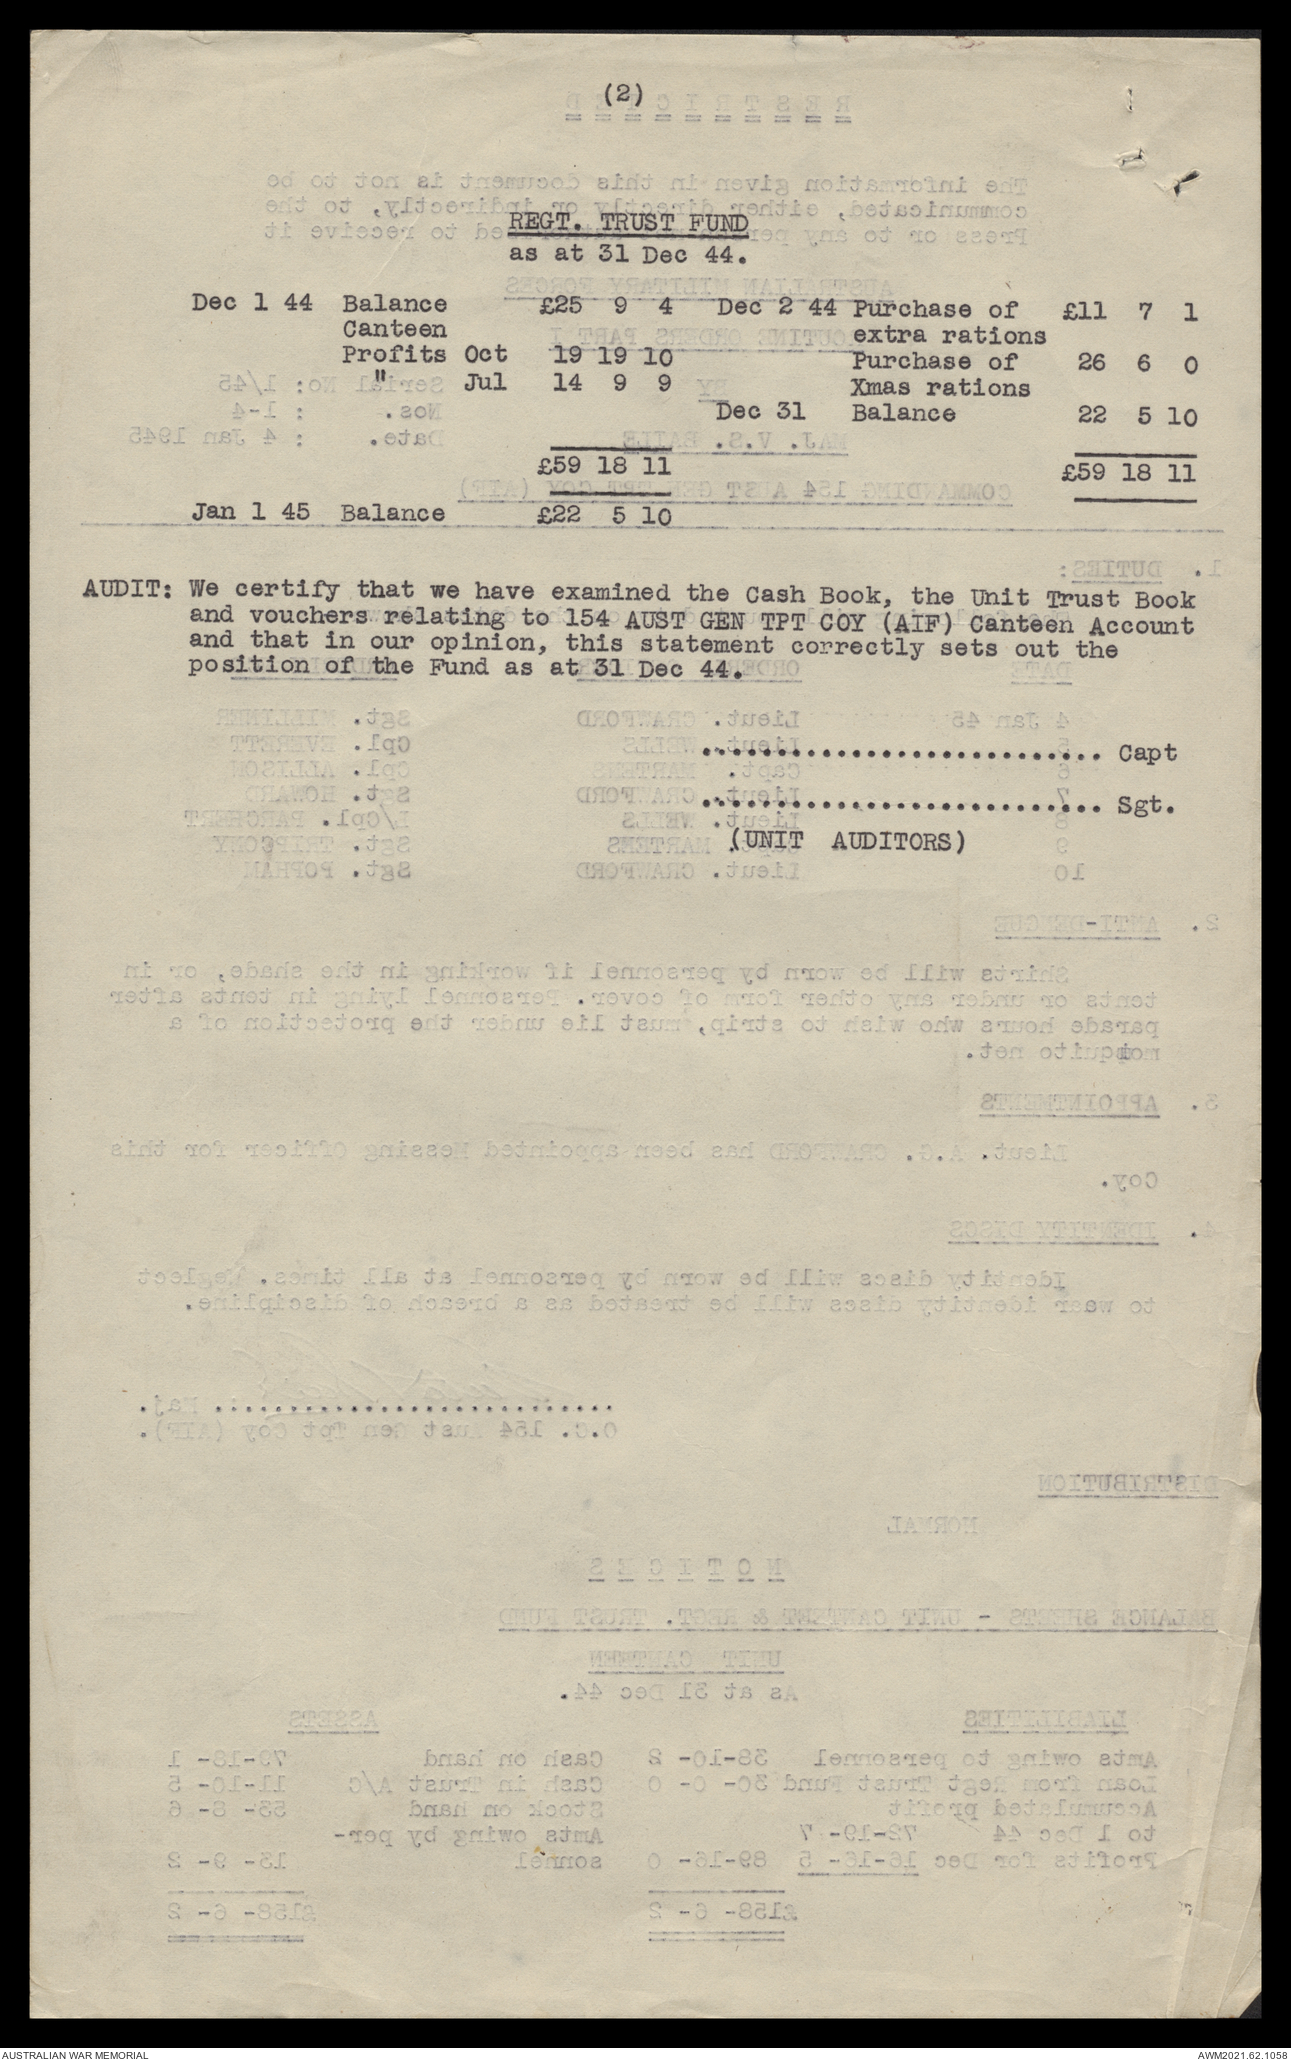 (2)
REGT. TRUST FUND
as at 31 Dec 44.
Dec 1 44 Balance £25 9 4 Dec 2 44 Purchase of £11 7 1
Canteen extra rations
Profits Oct 19 19 10 Purchase of 26 6 0
" Jul 14 9 9 Xmas rations
Dec 31 Balance 22 5 10
£59 18 11 £59 18 11
Jan 1 45 Balance £22 5 10
AUDIT: We certify that we have examined the Cash Book, the Unit Trust Book
and vouchers relating to 154 AUST GEN TPT COY (AIF) Canteen Account
and that in our opinion, this statement correctly sets out the
position of the Fund as at 31 Dec 44.
........................... Capt
........................... Sgt.
(UNIT AUDITORS)
AUSTRALIAN WAR MEMORIAL AWM2021.62.1058